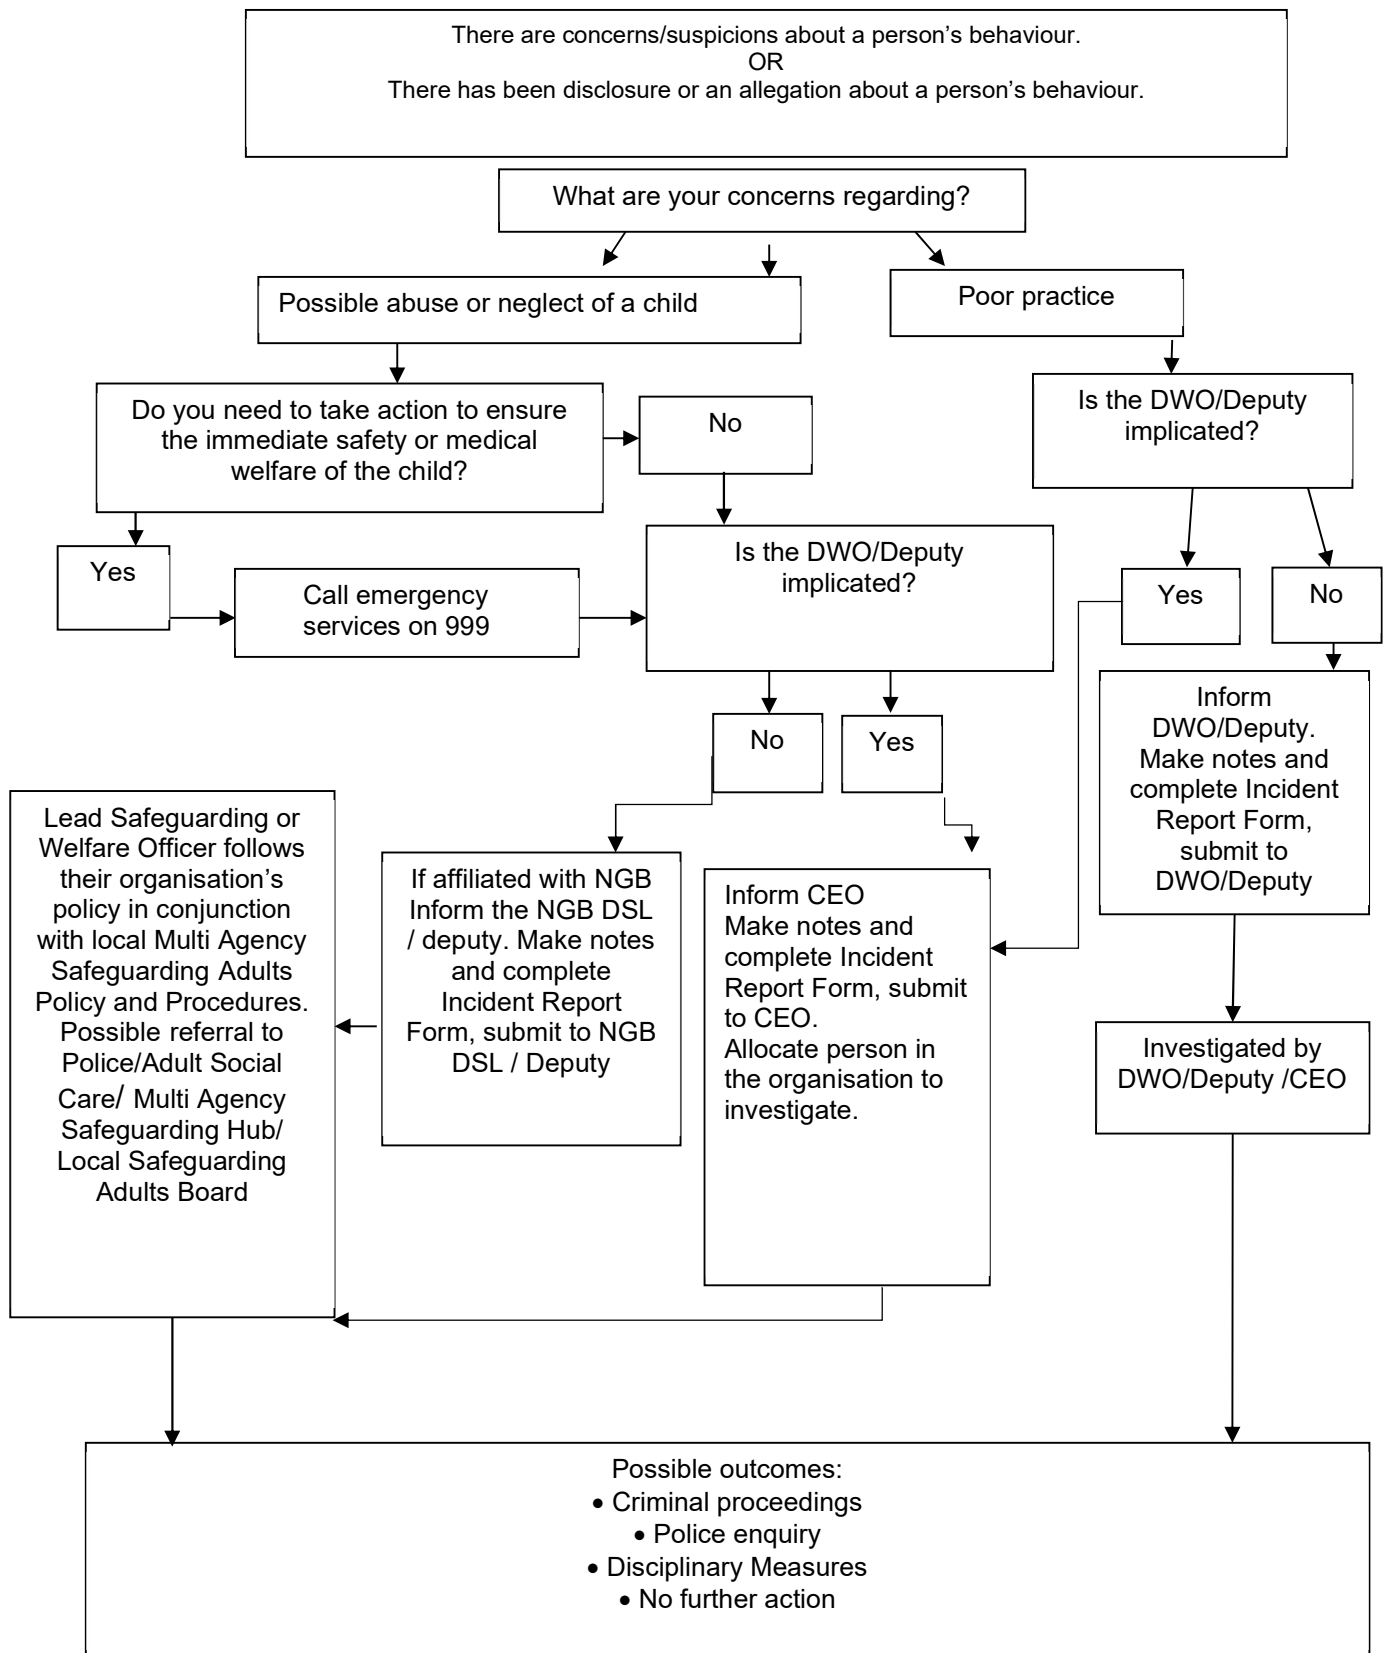 There are concerns/suspicions about a person’s behaviour.
OR
There has been disclosure or an allegation about a person’s behaviour.
What are your concerns regarding?
Possible abuse or neglect of a child
Poor practice
Do you need to take action to ensure
the immediate safety or medical
welfare of the child?
No
Is the DWO/Deputy
implicated?
Yes
Call emergency
services on 999
Is the DWO/Deputy
implicated?
Yes
No
No
Yes
Inform
DWO/Deputy.
Make notes and
complete Incident
Report Form,
submit to
DWO/Deputy
Lead Safeguarding or
Welfare Officer follows
their organisation’s
policy in conjunction
with local Multi Agency
Safeguarding Adults
Policy and Procedures.
Possible referral to
Police/Adult Social
Care/ Multi Agency
Safeguarding Hub/
Local Safeguarding
Adults Board
If affiliated with NGB
Inform the NGB DSL
/ deputy. Make notes
and complete
Incident Report
Form, submit to NGB
DSL / Deputy
Inform CEO
Make notes and
complete Incident
Report Form, submit
to CEO.
Allocate person in
the organisation to
investigate.
Investigated by
DWO/Deputy /CEO
Possible outcomes:
• Criminal proceedings
• Police enquiry
• Disciplinary Measures
• No further action